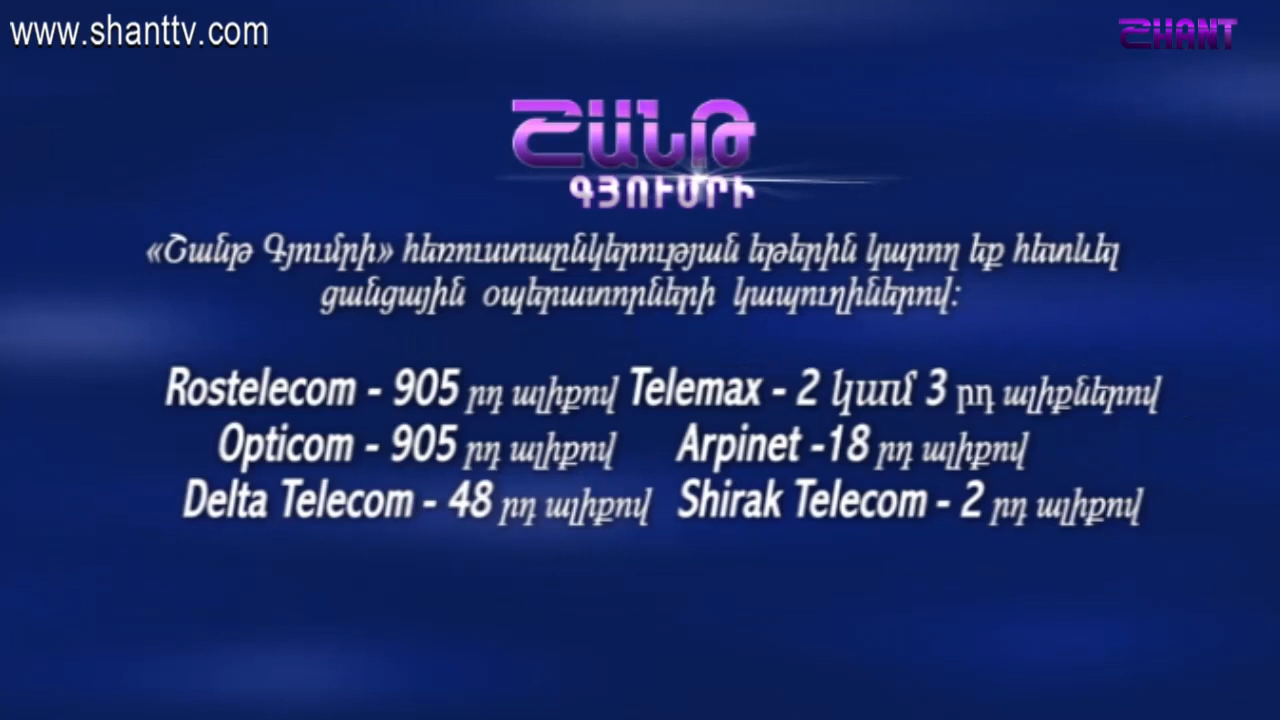 www.shanttv.com
SHANT
ՇԱՆԹ
ԳՅՈՒՄՐԻ
«Շանթ Գյումրի» հեռուստաընկերության եթերին կարող եք հետևել
ցանցային օպերատորների կապուղիներով:
Rostelecom - 905 րդ ալիքով Telemax - 2 կամ 3 րդ ալիքներով
Opticom - 905 րդ ալիքով Arpinet -18 րդ ալիքով
Delta Telecom - 48 րդ ալիքով Shirak Telecom - 2 րդ ալիքով